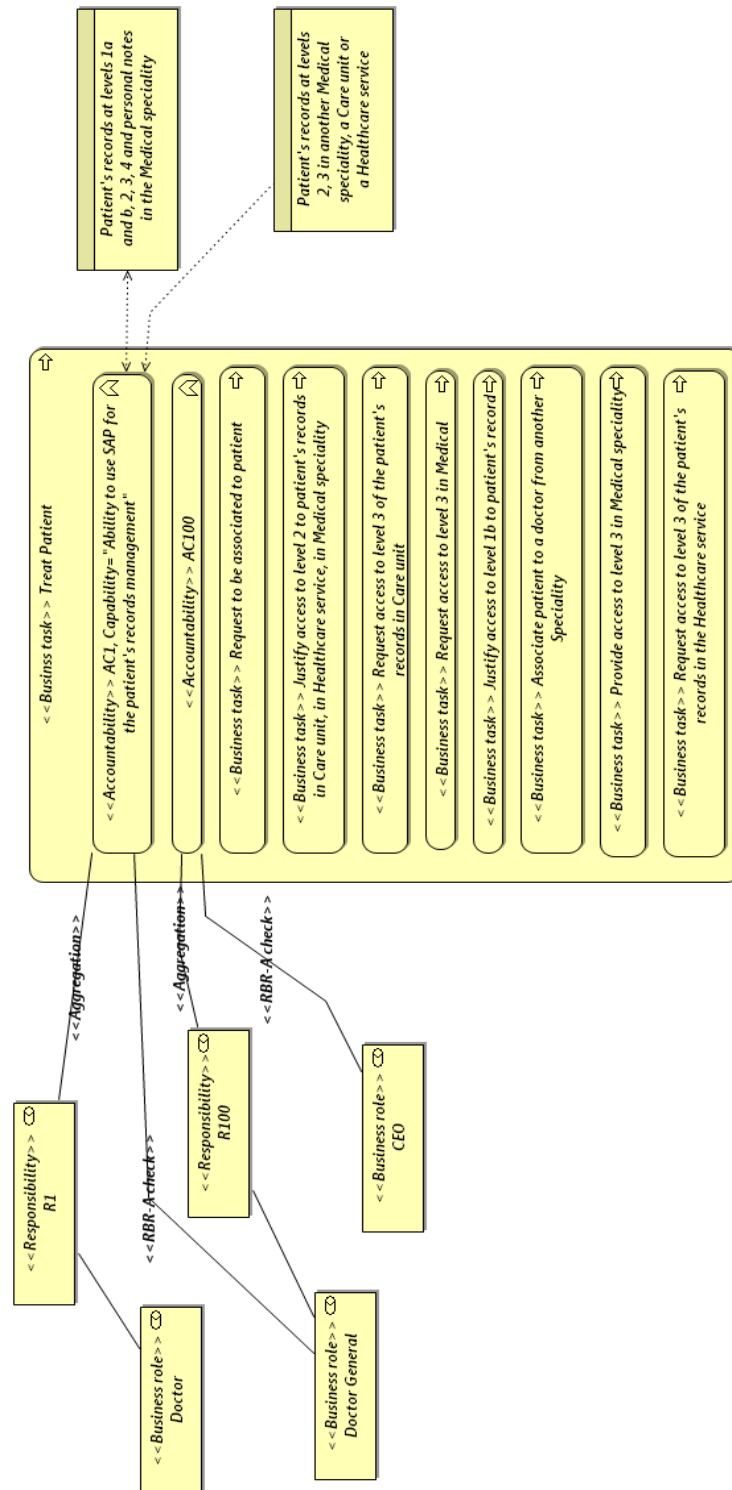 Patient's records at levels 1a
and b, 2, 3, 4 and personal notes
in the Medical speciality
Patient's records at levels
2, 3 in another Medical
speciality, a Care unit or
a Healthcare service
<<Businss task>> Treat Patient
<<Accountability>> AC1, Capability="Ability to use SAP for
the patient's records management"
<<Accountability>> AC100
<<Business task>> Request to be associated to patient
<<Business task>> Justify access to level 2 to patient's records
in Care unit, in Healthcare service, in Medical speciality
<<Business task>> Request access to level 3 of the patient's
records in Care unit
<<Business task>> Request access to level 3 in Medical
<<Business task>> Justify access to level 1b to patient's record
<<Business task>> Associate patient to a doctor from another
Speciality
<<Business task>> Provide access to level 3 in Medical speciality
<<Business task>> Request access to level 3 of the patient's
records in the Healthcare service
<<Aggregation>>
<<Aggregation>>
<<RBR-A check>>
<<RBR-A check>>
<<Responsibility>>
R1
<<Responsibility>>
R100
<<Business role>>
CEO
<<Business role>>
Doctor
<<Business role>>
Doctor General